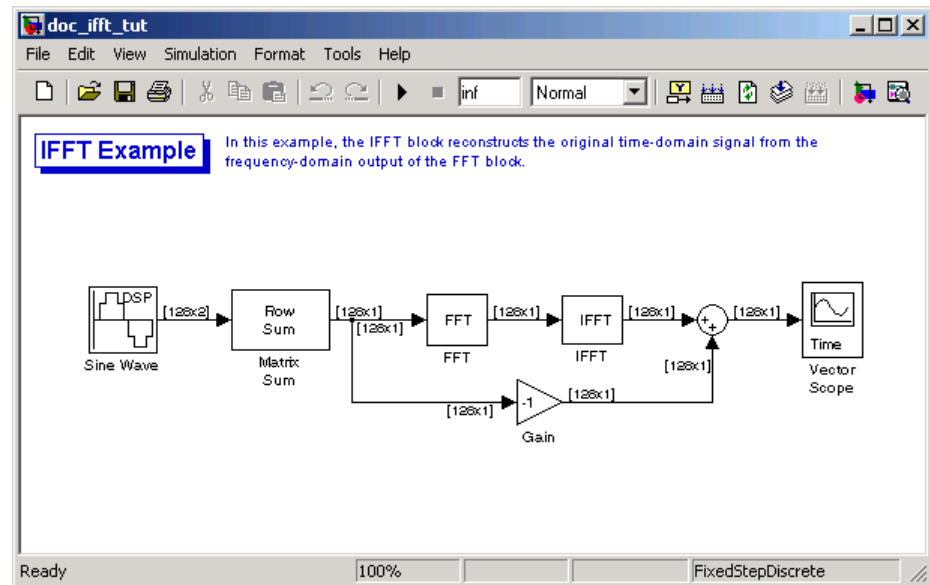 doc_ifft_tut
File Edit View Simulation Format Tools Help
inf Normal
IFFT Example
In this example, the IFFT block reconstructs the original time-domain signal from the
frequency-domain output of the FFT block.
DSP
Sine Wave
[128x2]
Row
Sum
Matrix
Sum
[128x1]
[128x1]
FFT
FFT
[128x1]
IFFT
IFFT
[128x1]
+
+
[128x1]
Time
Vector
Scope
[128x1]
[128x1]
-1
Gain
[128x1]
Ready 100% FixedStepDiscrete